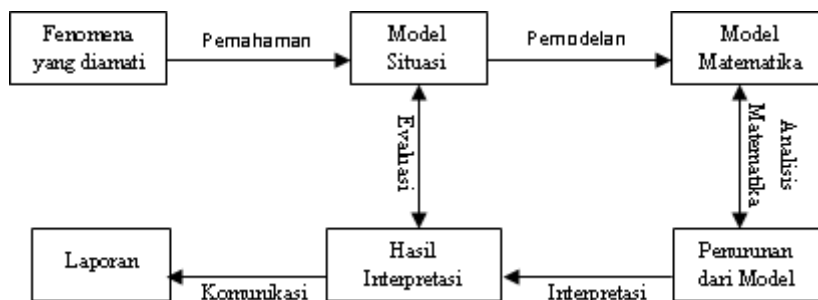 Fenomena
yang diamati
Pemahaman
Model
Situasi
Pemodelan
Model
Matematika
Evaluasi
Analisis
Matematika
Laporan
Komunikasi
Hasil
Interpretasi
Interpretasi
Penurunan
dari Model